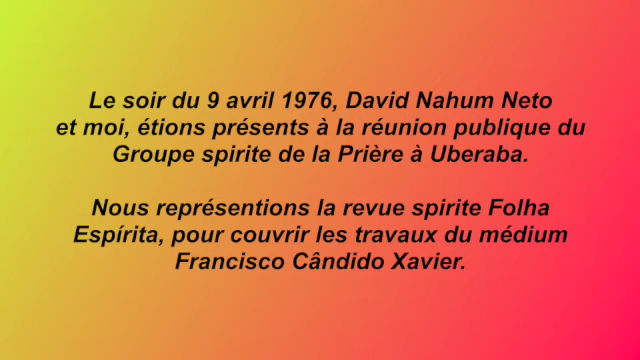 Le soir du 9 avril 1976, David Nahum Neto
et moi, étions présents à la réunion publique du
Groupe spirite de la Prière à Uberaba.
Nous représentions la revue spirite Folha
Espírita, pour couvrir les travaux du médium
Francisco Cândido Xavier.